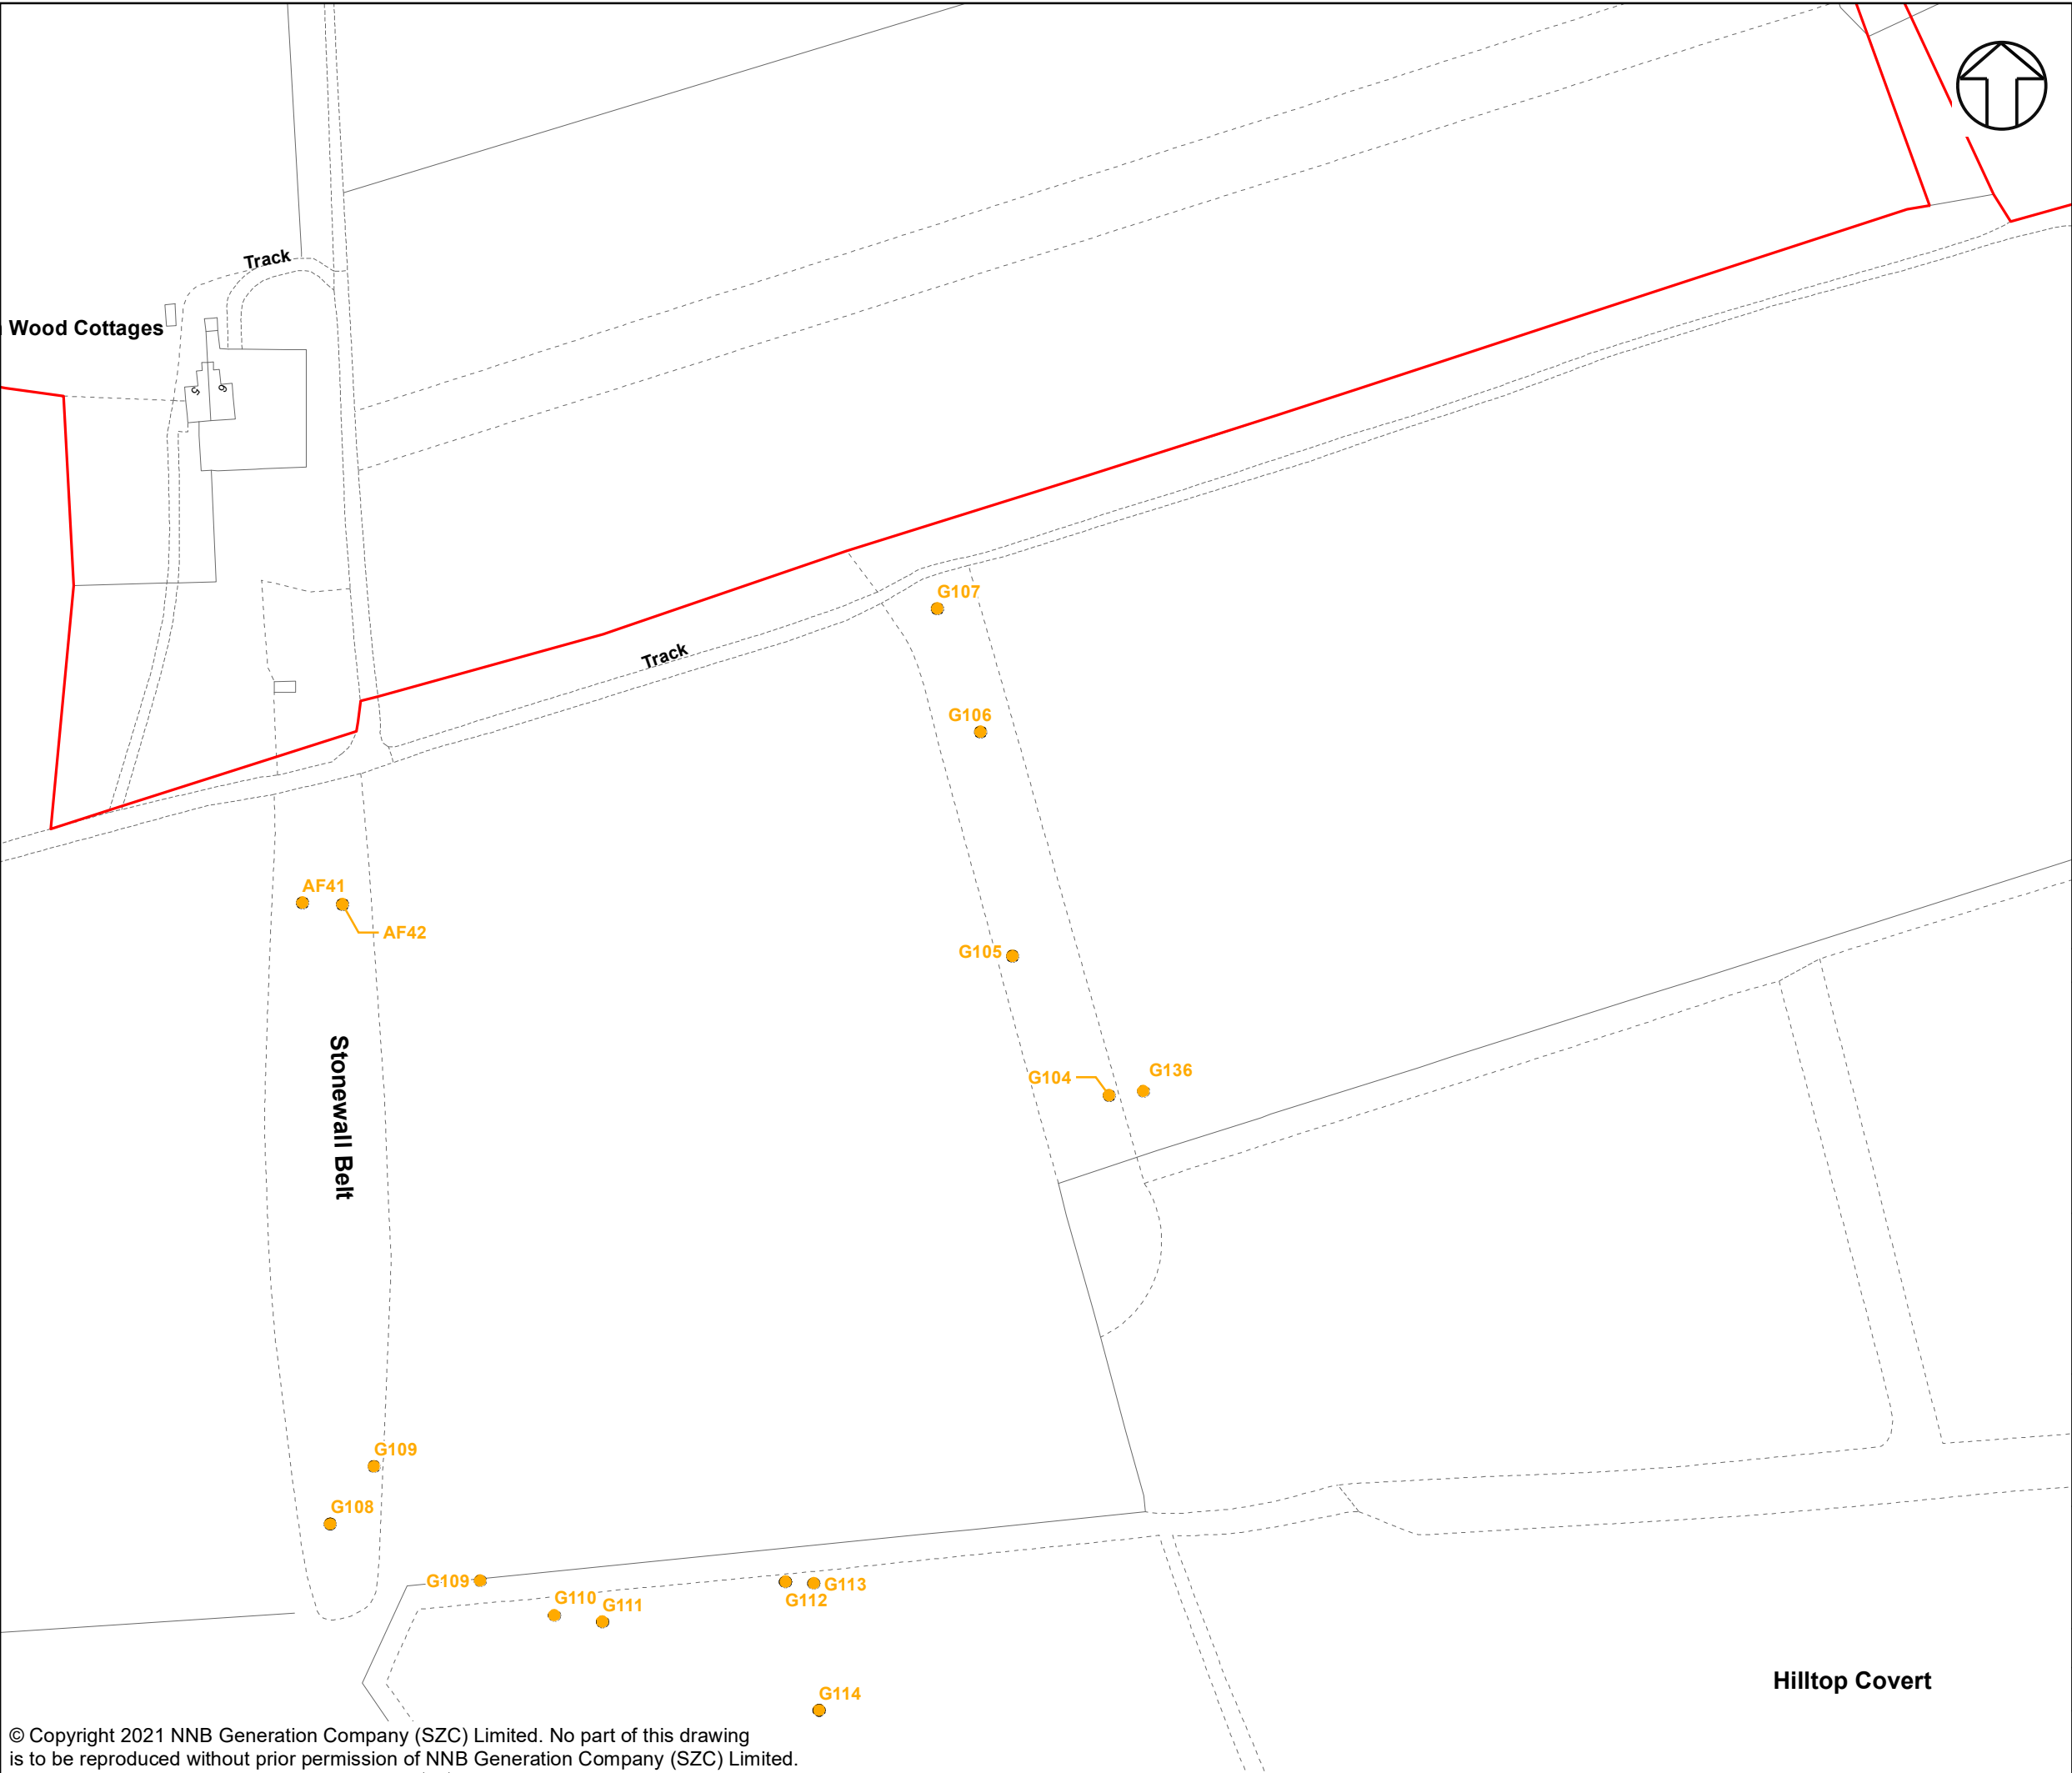 Track
Wood Cottages
5
6
G107
Track
G106
AF41
AF42
G105
Stonewall Belt
G104
G136
G109
G108
G109
G110
G111
G112
G113
Hilltop Covert
G114
© Copyright 2021 NNB Generation Company (SZC) Limited. No part of this drawing
is to be reproduced without prior permission of NNB Generation Company (SZC) Limited.